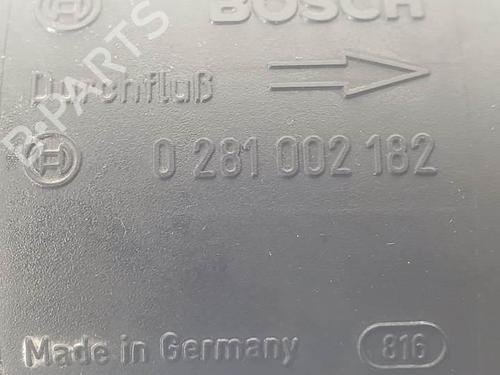 BOSCH
Durchfluß
0 281 002 182
Made in Germany 816
B-PARTS